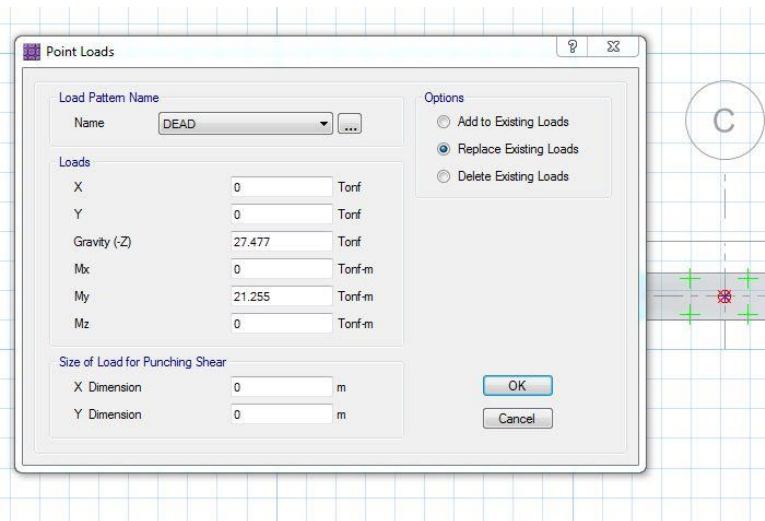 Point Loads
Load Pattern Name
Name DEAD ...
Options
Add to Existing Loads
Replace Existing Loads
Delete Existing Loads
Loads
X 0 Tonf
Y 0 Tonf
Gravity (-Z) 27.477 Tonf
Mx 0 Tonf-m
My 21.255 Tonf-m
Mz 0 Tonf-m
Size of Load for Punching Shear
X Dimension 0 m
Y Dimension 0 m
OK
Cancel
C